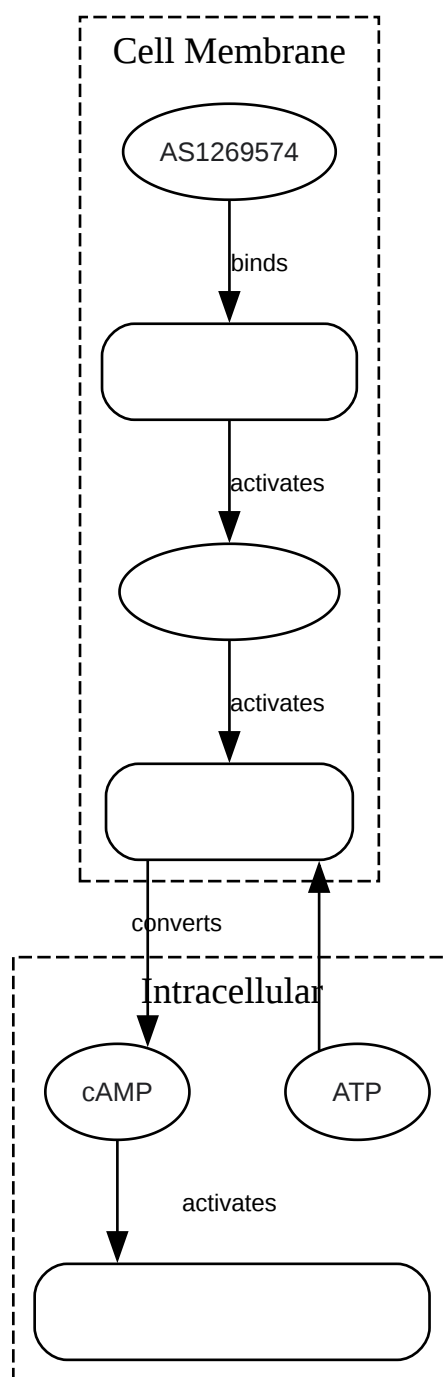 Cell Membrane
AS1269574
binds
activates
activates
converts
Intracellular
cAMP
ATP
activates